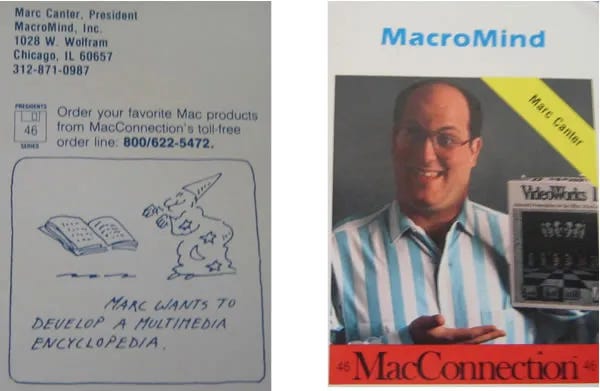 Marc Canter, President
MacroMind, Inc.
1028 W. Wolfram
Chicago, IL 60657
312-871-0987
PRESIDENTS
46
SERIES
Order your favorite Mac products
from MacConnection's toll-free
order line: 800/622-5472.
MARC WANTS TO
DEVELOP A MULTIMEDIA
ENCYCLOPEDIA.
MacroMind
Marc Canter
VideoWorks
46 MacConnection 46